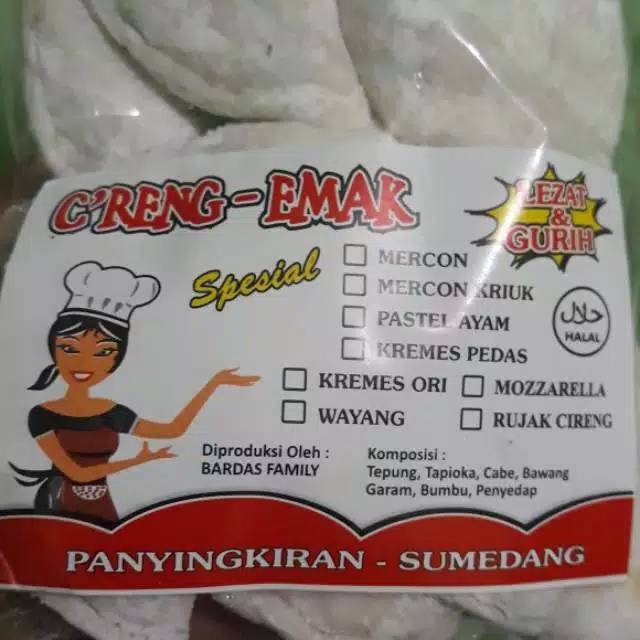 C'RENG - EMAK
LEZAT
&
GURIH
Spesial
MERCON
MERCON KRIUK
PASTEL AYAM
KREMES PEDAS
KREMES ORI
MOZZARELLA
WAYANG
RUJAK CIRENG
حلال
HALAL
Diproduksi Oleh :
BARDAS FAMILY
Komposisi :
Tepung, Tapioka, Cabe, Bawang
Garam, Bumbu, Penyedap
PANYINGKIRAN - SUMEDANG